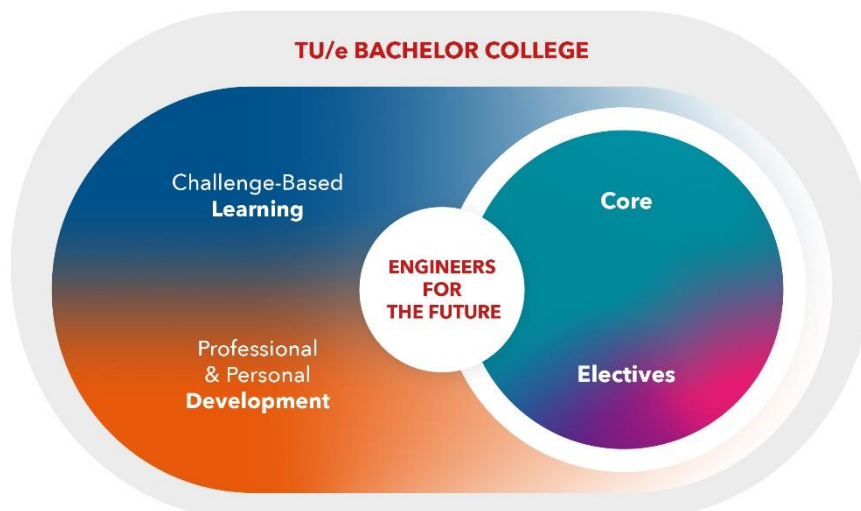 TU/e BACHELOR COLLEGE
Challenge-Based
Learning
Core
ENGINEERS
FOR
THE FUTURE
Professional
& Personal
Development
Electives